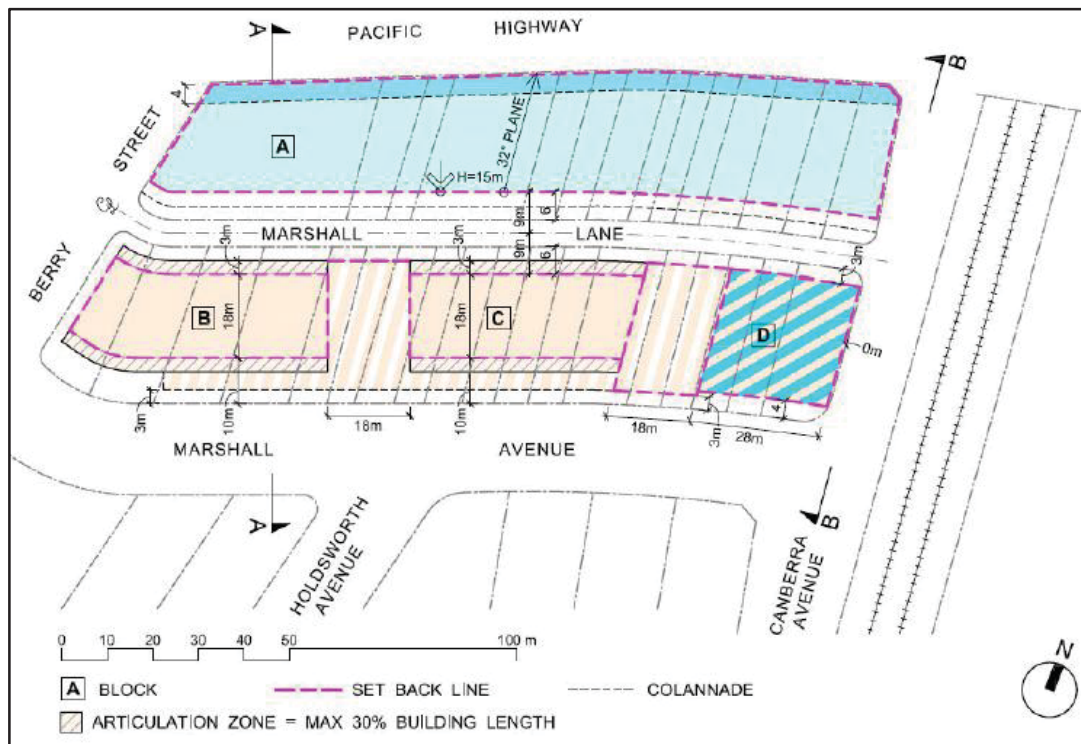 A
PACIFIC HIGHWAY
B
4
STREET
A
32° PLANE
H=15m
9m
6
3m
MARSHALL
3m
LANE
9m
6
3m
BERRY
B
18m
18m
C
D
0m
3m
10m
18m
10m
18m
3m
4
28m
MARSHALL
AVENUE
A
B
HOLDSWORTH
AVENUE
CANBERRA
AVENUE
0 10 20 30 40 50 100 m
N
A BLOCK
SET BACK LINE
COLANNADE
ARTICULATION ZONE = MAX 30% BUILDING LENGTH